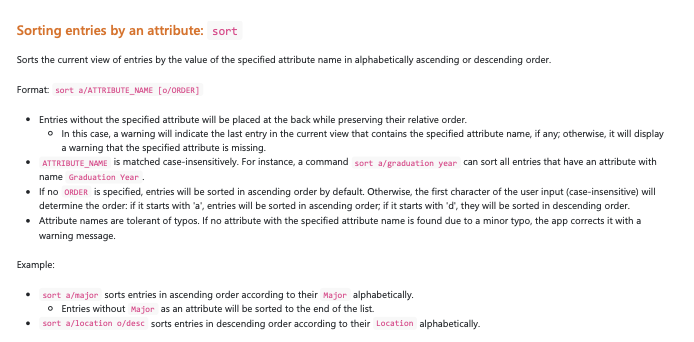 Sorting entries by an attribute: sort
Sorts the current view of entries by the value of the specified attribute name in alphabetically ascending or descending order.
Format: sort a/ATTRIBUTE_NAME [o/ORDER]
• Entries without the specified attribute will be placed at the back while preserving their relative order.
○ In this case, a warning will indicate the last entry in the current view that contains the specified attribute name, if any; otherwise, it will display
a warning that the specified attribute is missing.
• ATTRIBUTE_NAME is matched case-insensitively. For instance, a command sort a/graduation year can sort all entries that have an attribute with
name Graduation Year.
• If no ORDER is specified, entries will be sorted in ascending order by default. Otherwise, the first character of the user input (case-insensitive) will
determine the order: if it starts with 'a', entries will be sorted in ascending order; if it starts with 'd', they will be sorted in descending order.
• Attribute names are tolerant of typos. If no attribute with the specified attribute name is found due to a minor typo, the app corrects it with a
warning message.
Example:
• sort a/major sorts entries in ascending order according to their Major alphabetically.
○ Entries without Major as an attribute will be sorted to the end of the list.
• sort a/location o/desc sorts entries in descending order according to their Location alphabetically.